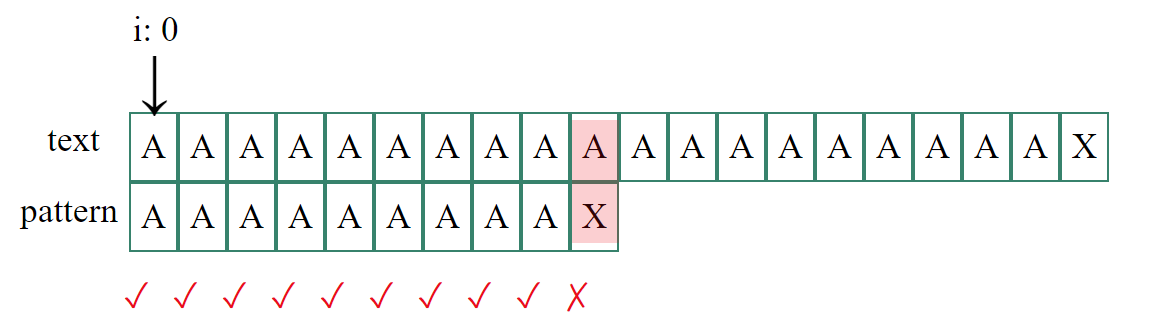 i: 0
text A A A A A A A A A A A A A A A A A A A X
pattern A A A A A A A A A X
✓ ✓ ✓ ✓ ✓ ✓ ✓ ✓ ✓ ✗